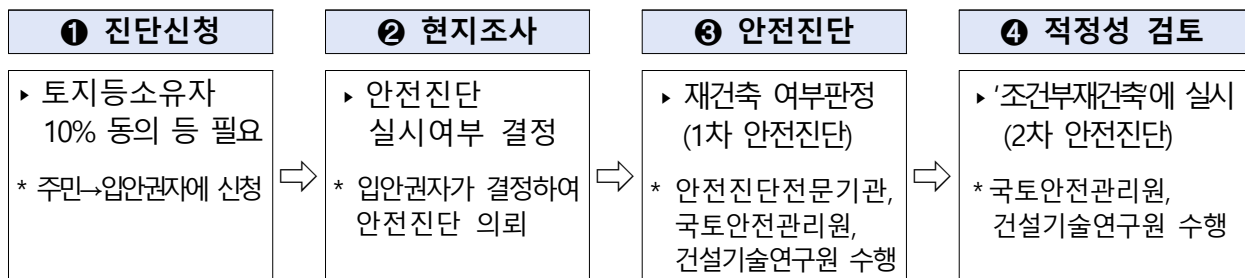 ❶ 진단신청
▸ 토지등소유자
10% 동의 등 필요
* 주민→입안권자에 신청
⇨
❷ 현지조사
▸ 안전진단
실시여부 결정
* 입안권자가 결정하여
안전진단 의뢰
⇨
❸ 안전진단
▸ 재건축 여부판정
(1차 안전진단)
* 안전진단전문기관,
국토안전관리원,
건설기술연구원 수행
⇨
❹ 적정성 검토
▸ '조건부재건축'에 실시
(2차 안전진단)
* 국토안전관리원,
건설기술연구원 수행